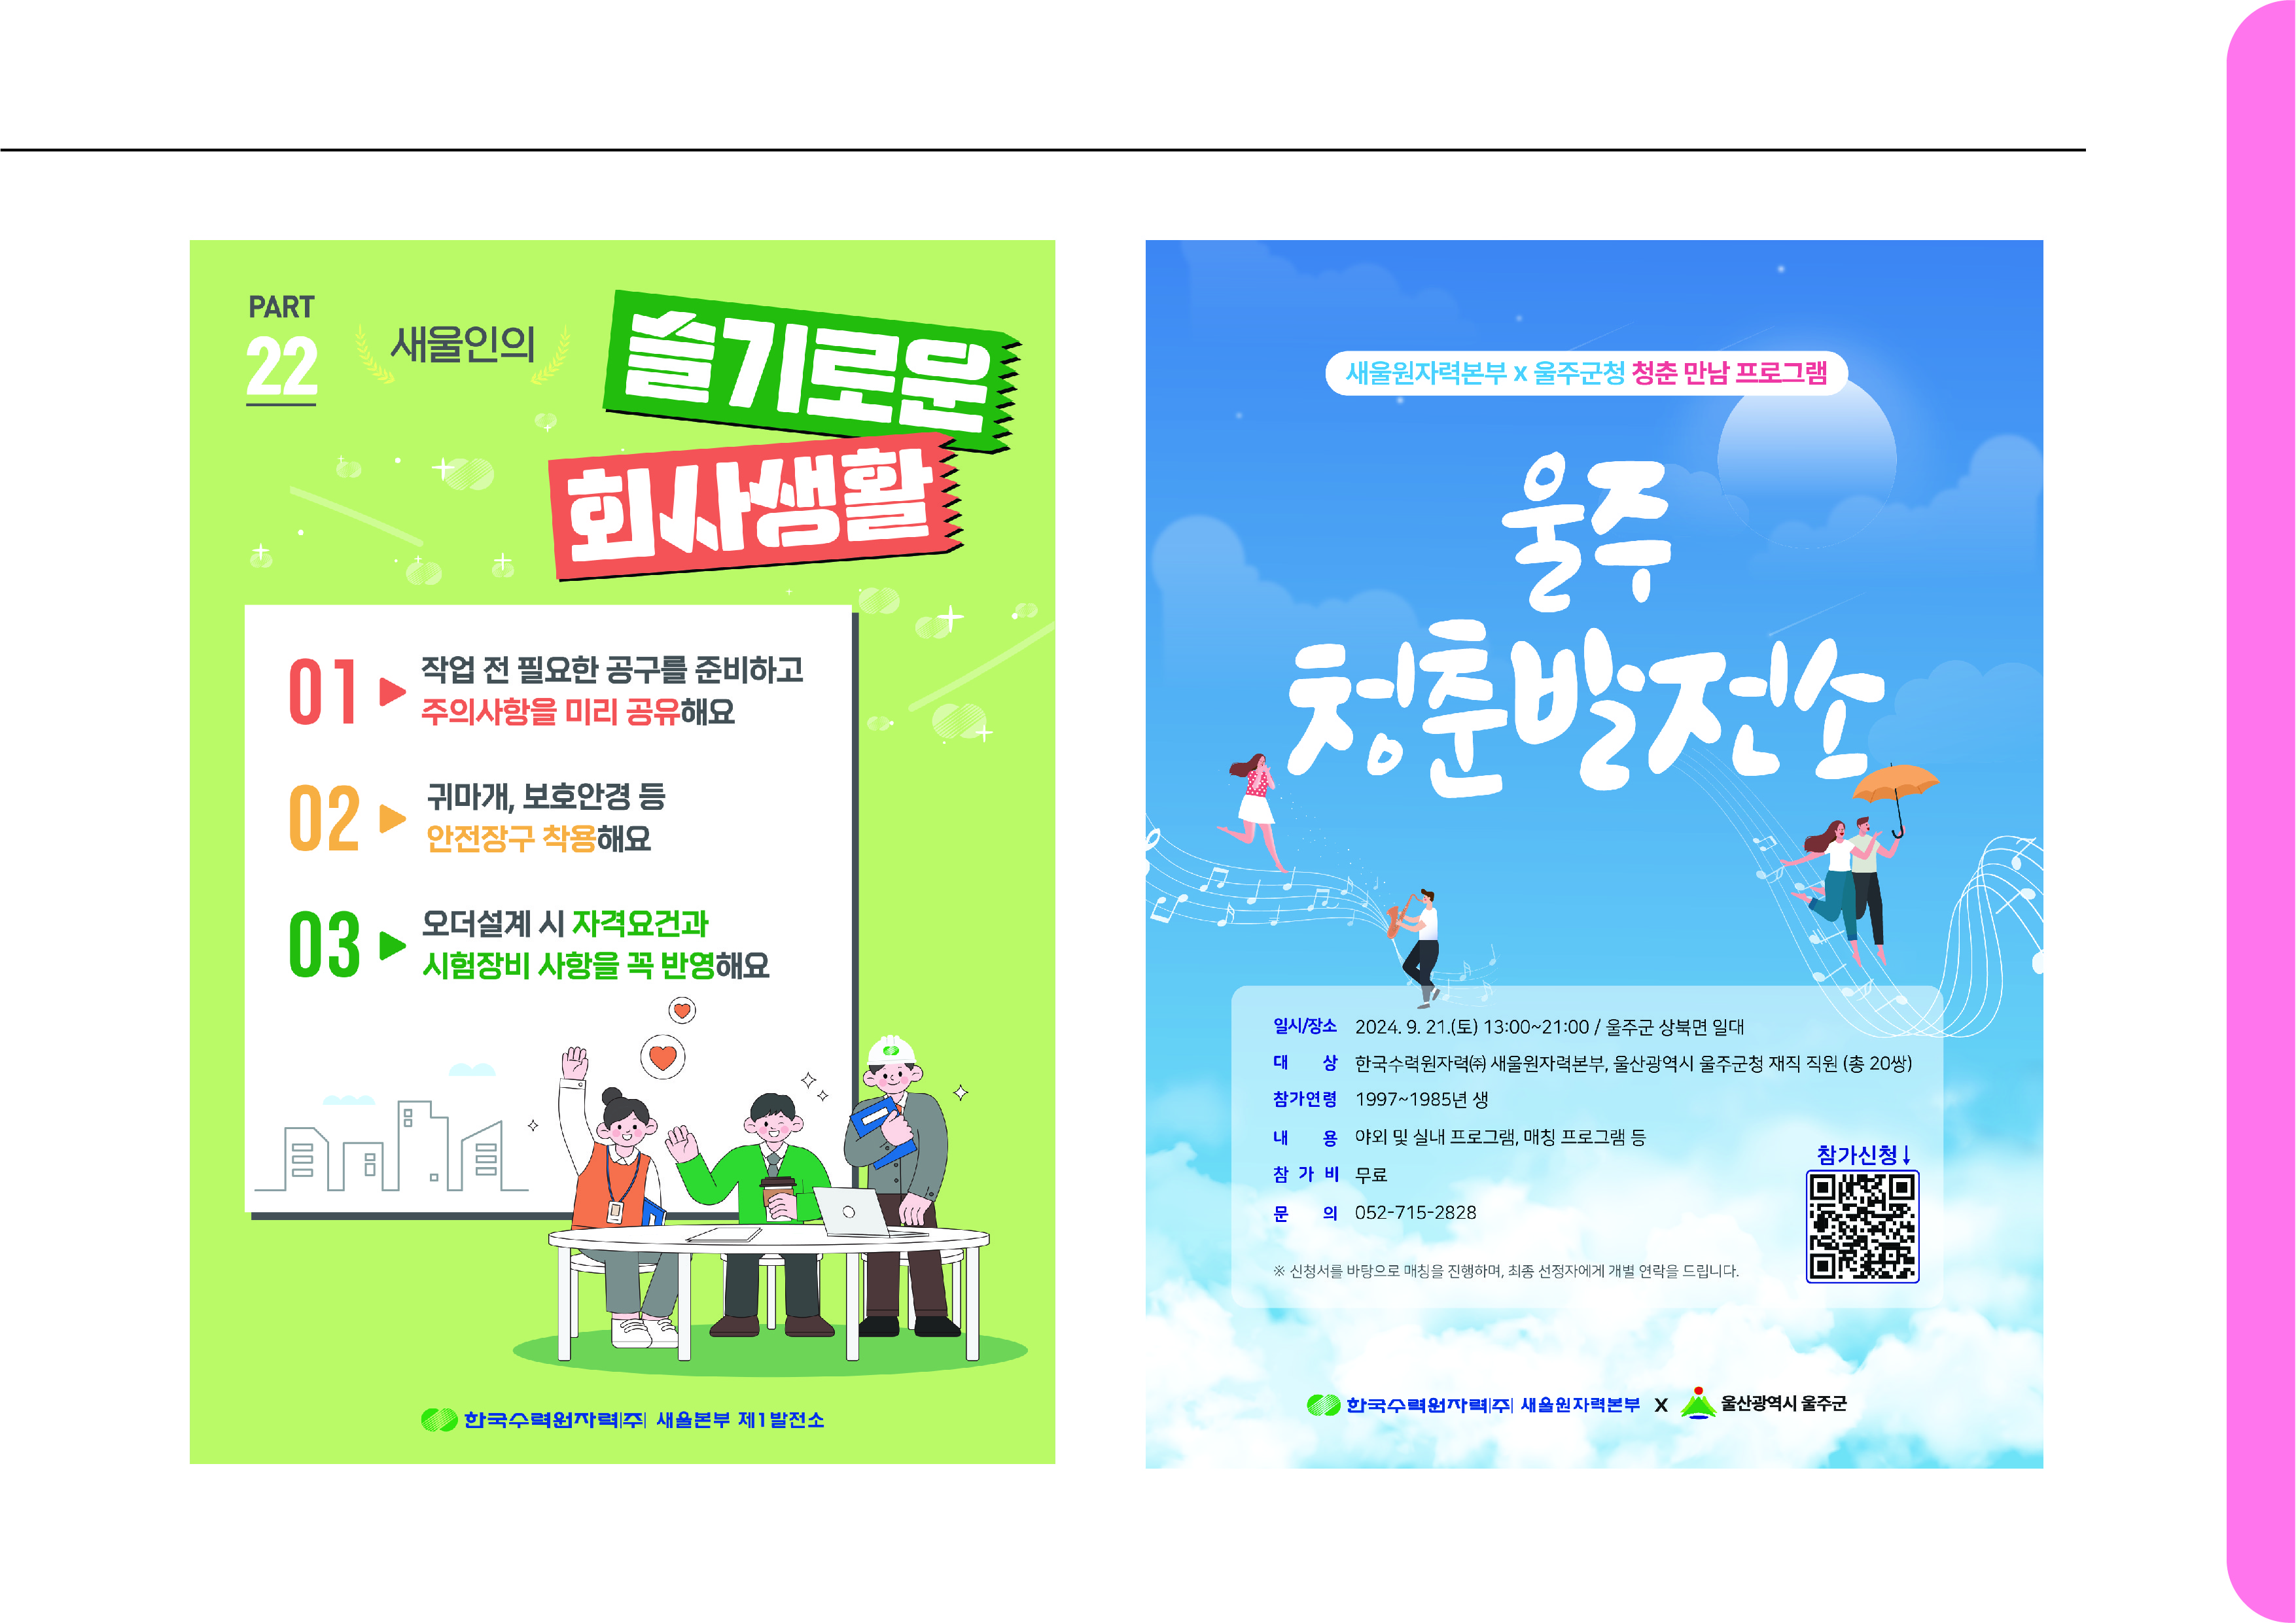 PART
22
새울인의
슬기로운
회사생활
01 작업 전 필요한 공구를 준비하고
주의사항을 미리 공유해요
02 귀마개, 보호안경 등
안전장구 착용해요
03 오더설계 시 자격요건과
시험장비 사항을 꼭 반영해요
한국수력원자력(주) 새울본부 제1발전소
새울원자력본부 x 울주군청 청춘 만남 프로그램
울주
청춘발전소
일시/장소 2024. 9. 21.(토) 13:00~21:00 / 울주군 상북면 일대
대 상 한국수력원자력㈜ 새울원자력본부, 울산광역시 울주군청 재직 직원 (총 20쌍)
참가연령 1997~1985년 생
내 용 야외 및 실내 프로그램, 매칭 프로그램 등
참 가 비 무료
문 의 052-715-2828
참가신청↓
※ 신청서를 바탕으로 매칭을 진행하며, 최종 선정자에게 개별 연락을 드립니다.
한국수력원자력(주) 새울원자력본부 X 울산광역시 울주군